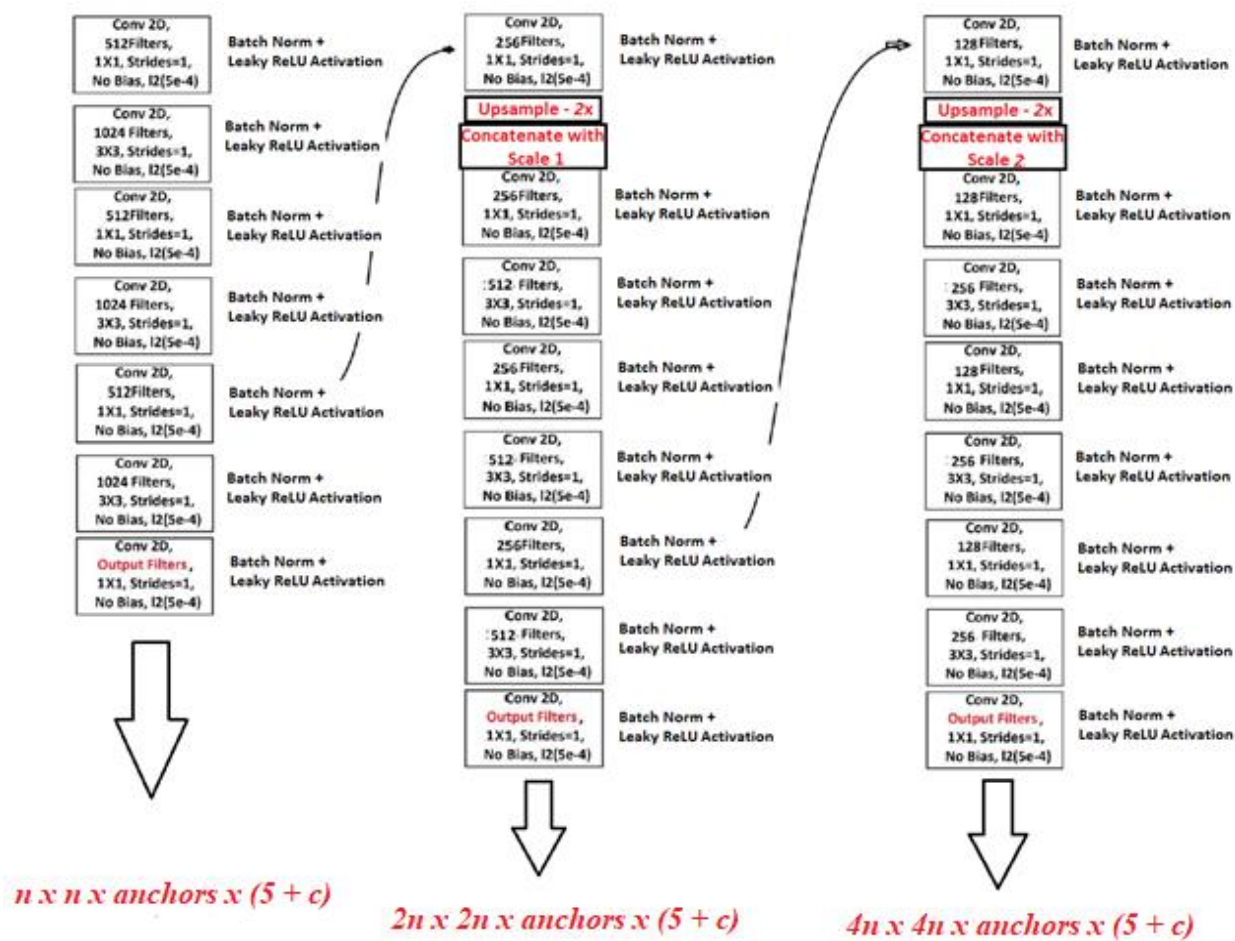 Conv 2D,
512Filters,
1X1, Strides=1,
No Bias, l2(5e-4)
Batch Norm +
Leaky ReLU Activation
Conv 2D,
1024 Filters,
3X3, Strides=1,
No Bias, l2(5e-4)
Batch Norm +
Leaky ReLU Activation
Conv 2D,
512Filters,
1X1, Strides=1,
No Bias, l2(5e-4)
Batch Norm +
Leaky ReLU Activation
Conv 2D,
1024 Filters,
3X3, Strides=1,
No Bias, l2(5e-4)
Batch Norm +
Leaky ReLU Activation
Conv 2D,
512Filters,
1X1, Strides=1,
No Bias, l2(5e-4)
Batch Norm +
Leaky ReLU Activation
Conv 2D,
1024 Filters,
3X3, Strides=1,
No Bias, l2(5e-4)
Batch Norm +
Leaky ReLU Activation
Conv 2D,
Output Filters,
1X1, Strides=1,
No Bias, l2(5e-4)
Batch Norm +
Leaky ReLU Activation
n x n x anchors x (5 + c)
Conv 2D,
256Filters,
1X1, Strides=1,
No Bias, l2(5e-4)
Batch Norm +
Leaky ReLU Activation
Upsample - 2x
Concatenate with
Scale 1
Conv 2D,
256Filters,
1X1, Strides=1,
No Bias, l2(5e-4)
Batch Norm +
Leaky ReLU Activation
Conv 2D,
512 Filters,
3X3, Strides=1,
No Bias, l2(5e-4)
Batch Norm +
Leaky ReLU Activation
Conv 2D,
256Filters,
1X1, Strides=1,
No Bias, l2(5e-4)
Batch Norm +
Leaky ReLU Activation
Conv 2D,
512 Filters,
3X3, Strides=1,
No Bias, l2(5e-4)
Batch Norm +
Leaky ReLU Activation
Conv 2D,
256Filters,
1X1, Strides=1,
No Bias, l2(5e-4)
Batch Norm +
Leaky ReLU Activation
Conv 2D,
512 Filters,
3X3, Strides=1,
No Bias, l2(5e-4)
Batch Norm +
Leaky ReLU Activation
Conv 2D,
Output Filters,
1X1, Strides=1,
No Bias, l2(5e-4)
Batch Norm +
Leaky ReLU Activation
2n x 2n x anchors x (5 + c)
Conv 2D,
128Filters,
1X1, Strides=1,
No Bias, l2(5e-4)
Batch Norm +
Leaky ReLU Activation
Upsample - 2x
Concatenate with
Scale 2
Conv 2D,
128Filters,
1X1, Strides=1,
No Bias, l2(5e-4)
Batch Norm +
Leaky ReLU Activation
Conv 2D,
256 Filters,
3X3, Strides=1,
No Bias, l2(5e-4)
Batch Norm +
Leaky ReLU Activation
Conv 2D,
128Filters,
1X1, Strides=1,
No Bias, l2(5e-4)
Batch Norm +
Leaky ReLU Activation
Conv 2D,
256 Filters,
3X3, Strides=1,
No Bias, l2(5e-4)
Batch Norm +
Leaky ReLU Activation
Conv 2D,
128Filters,
1X1, Strides=1,
No Bias, l2(5e-4)
Batch Norm +
Leaky ReLU Activation
Conv 2D,
256 Filters,
3X3, Strides=1,
No Bias, l2(5e-4)
Batch Norm +
Leaky ReLU Activation
Conv 2D,
Output Filters,
1X1, Strides=1,
No Bias, l2(5e-4)
Batch Norm +
Leaky ReLU Activation
4n x 4n x anchors x (5 + c)